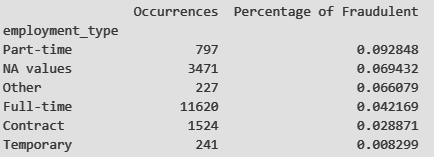 Occurrences Percentage of Fraudulent
employment_type
Part-time 797 0.092848
NA values 3471 0.069432
Other 227 0.066079
Full-time 11620 0.042169
Contract 1524 0.028871
Temporary 241 0.008299